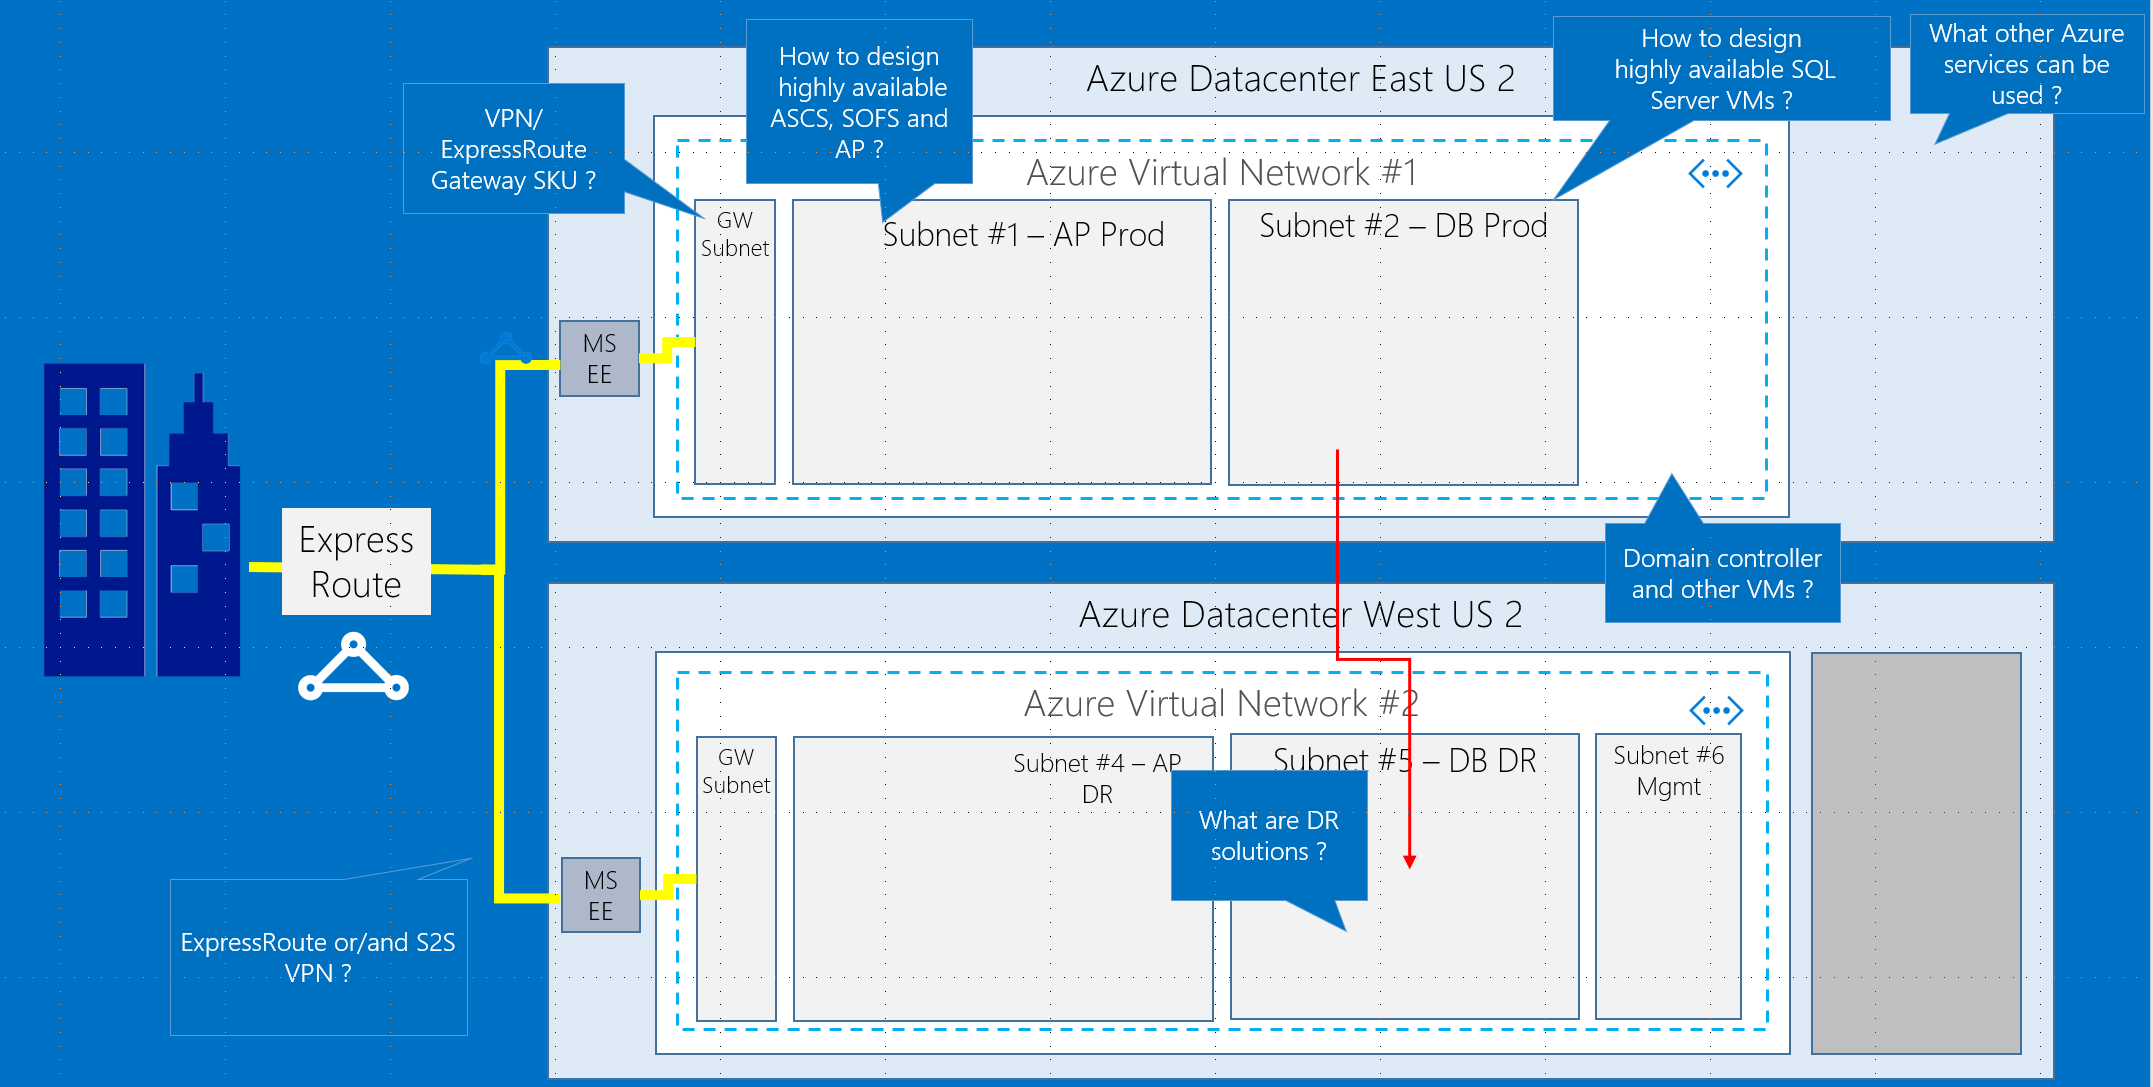 How to design
highly available
ASCS, SOFS and
AP ?
How to design
highly available SQL
Server VMs ?
What other Azure
services can be
used ?
Azure Datacenter East US 2
VPN/
ExpressRoute
Gateway SKU ?
Azure Virtual Network #1
GW
Subnet
Subnet #1 – AP Prod
Subnet #2 – DB Prod
MS
EE
Express
Route
Domain controller
and other VMs ?
Azure Datacenter West US 2
Azure Virtual Network #2
GW
Subnet
Subnet #4 – AP
DR
Subnet #5 – DB DR
Subnet #6
Mgmt
What are DR
solutions ?
MS
EE
ExpressRoute or/and S2S
VPN ?